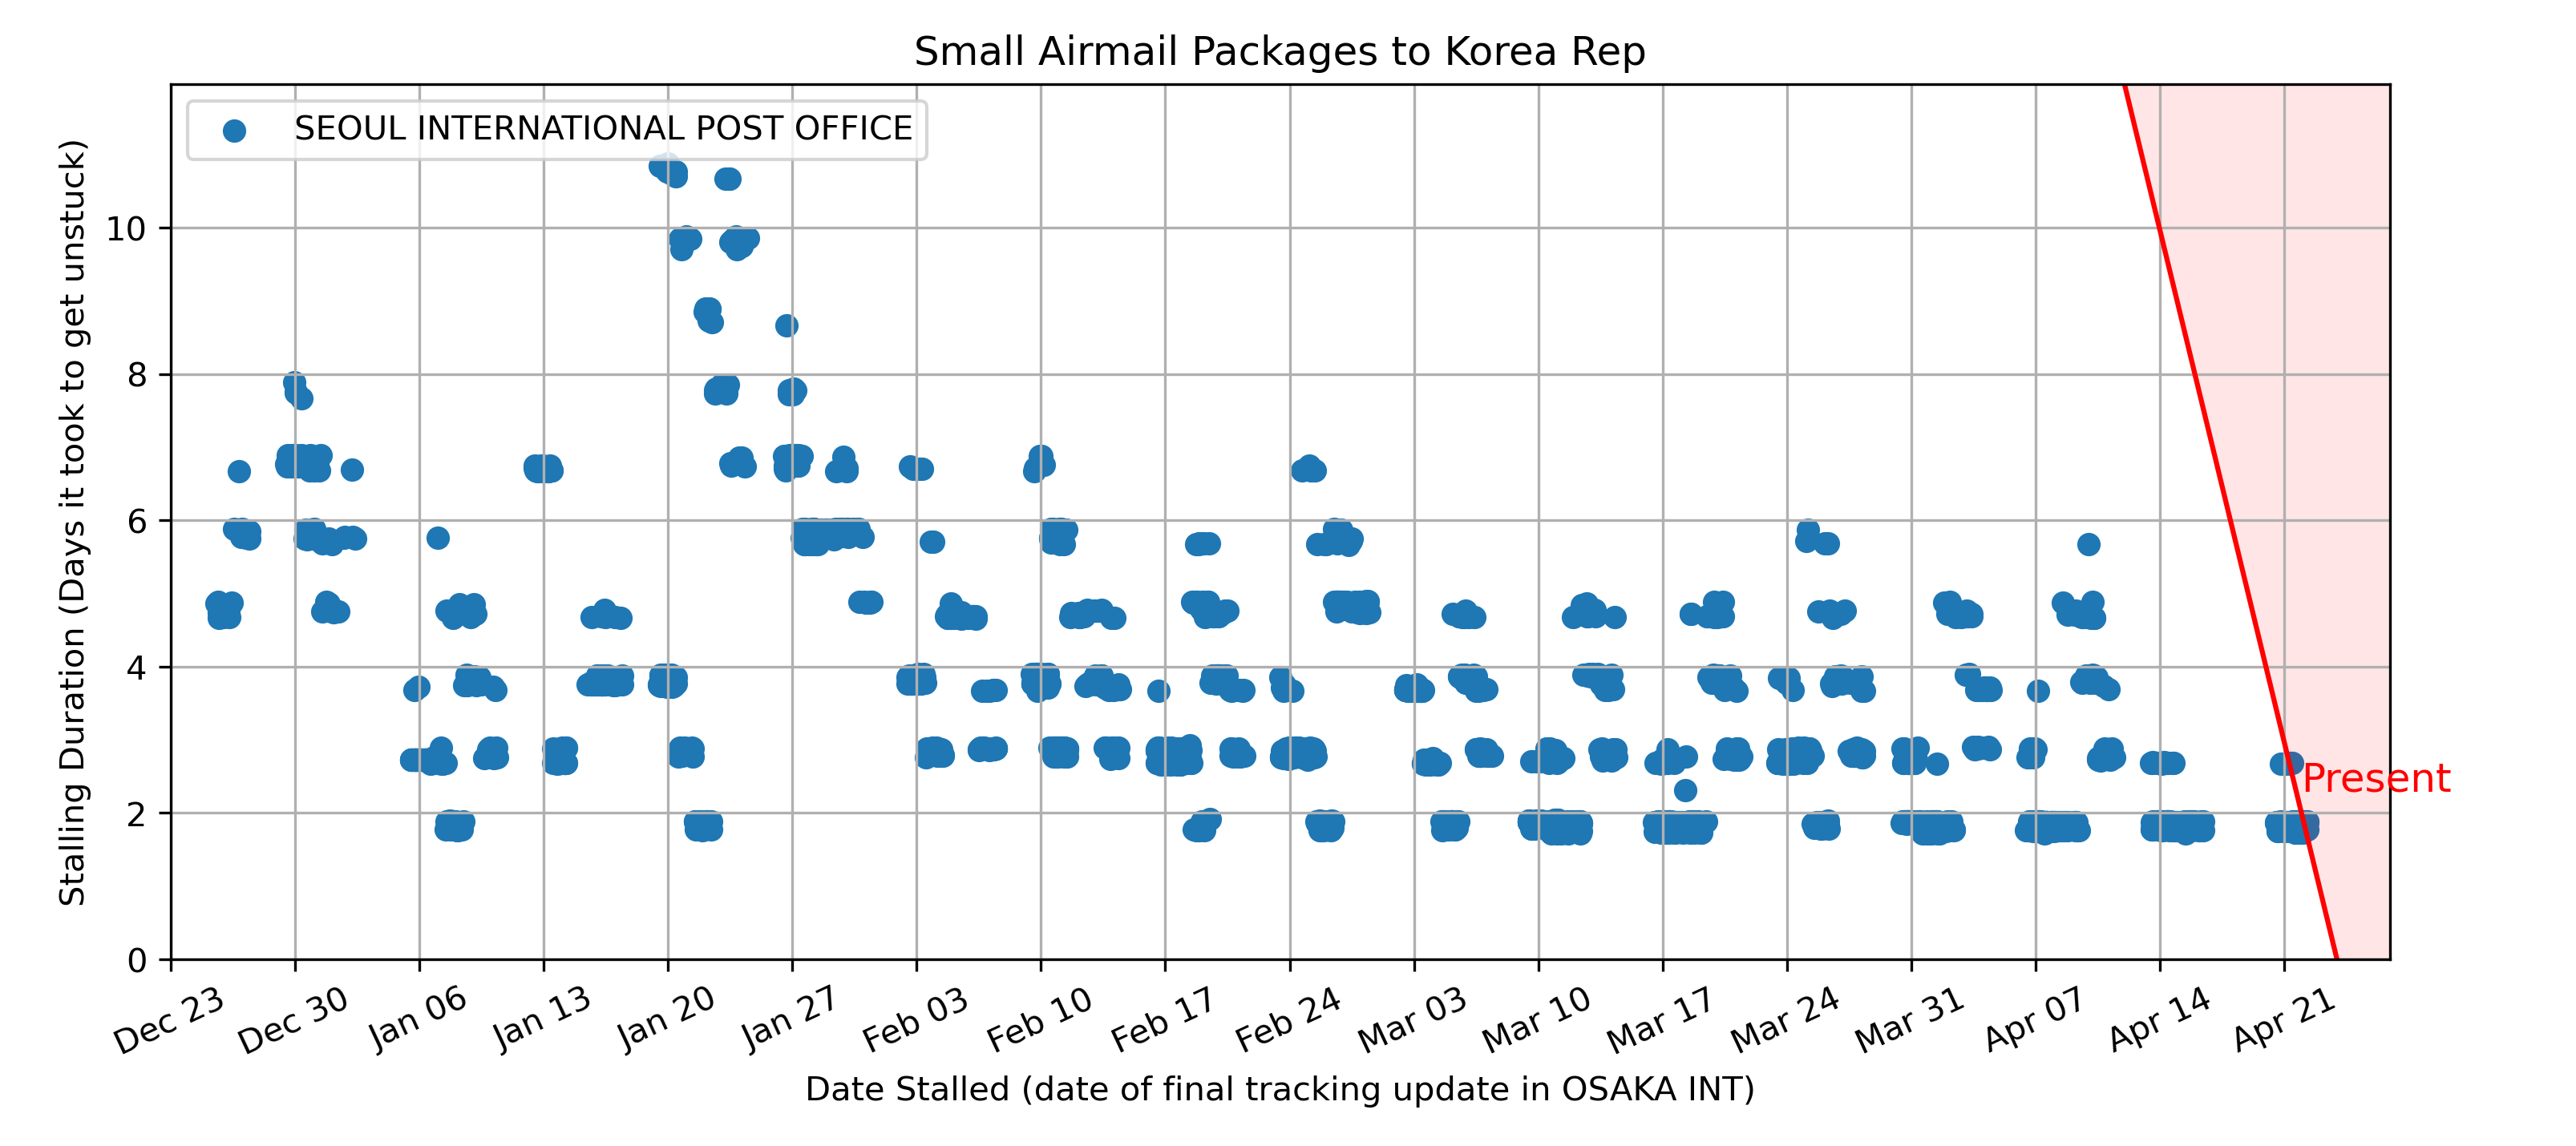 Small Airmail Packages to Korea Rep
SEOUL INTERNATIONAL POST OFFICE
Stalling Duration (Days it took to get unstuck)
10
8
6
4
2
0
Present
Dec 23
Dec 30
Jan 06
Jan 13
Jan 20
Jan 27
Feb 03
Feb 10
Feb 17
Feb 24
Mar 03
Mar 10
Mar 17
Mar 24
Mar 31
Apr 07
Apr 14
Apr 21
Date Stalled (date of final tracking update in OSAKA INT)